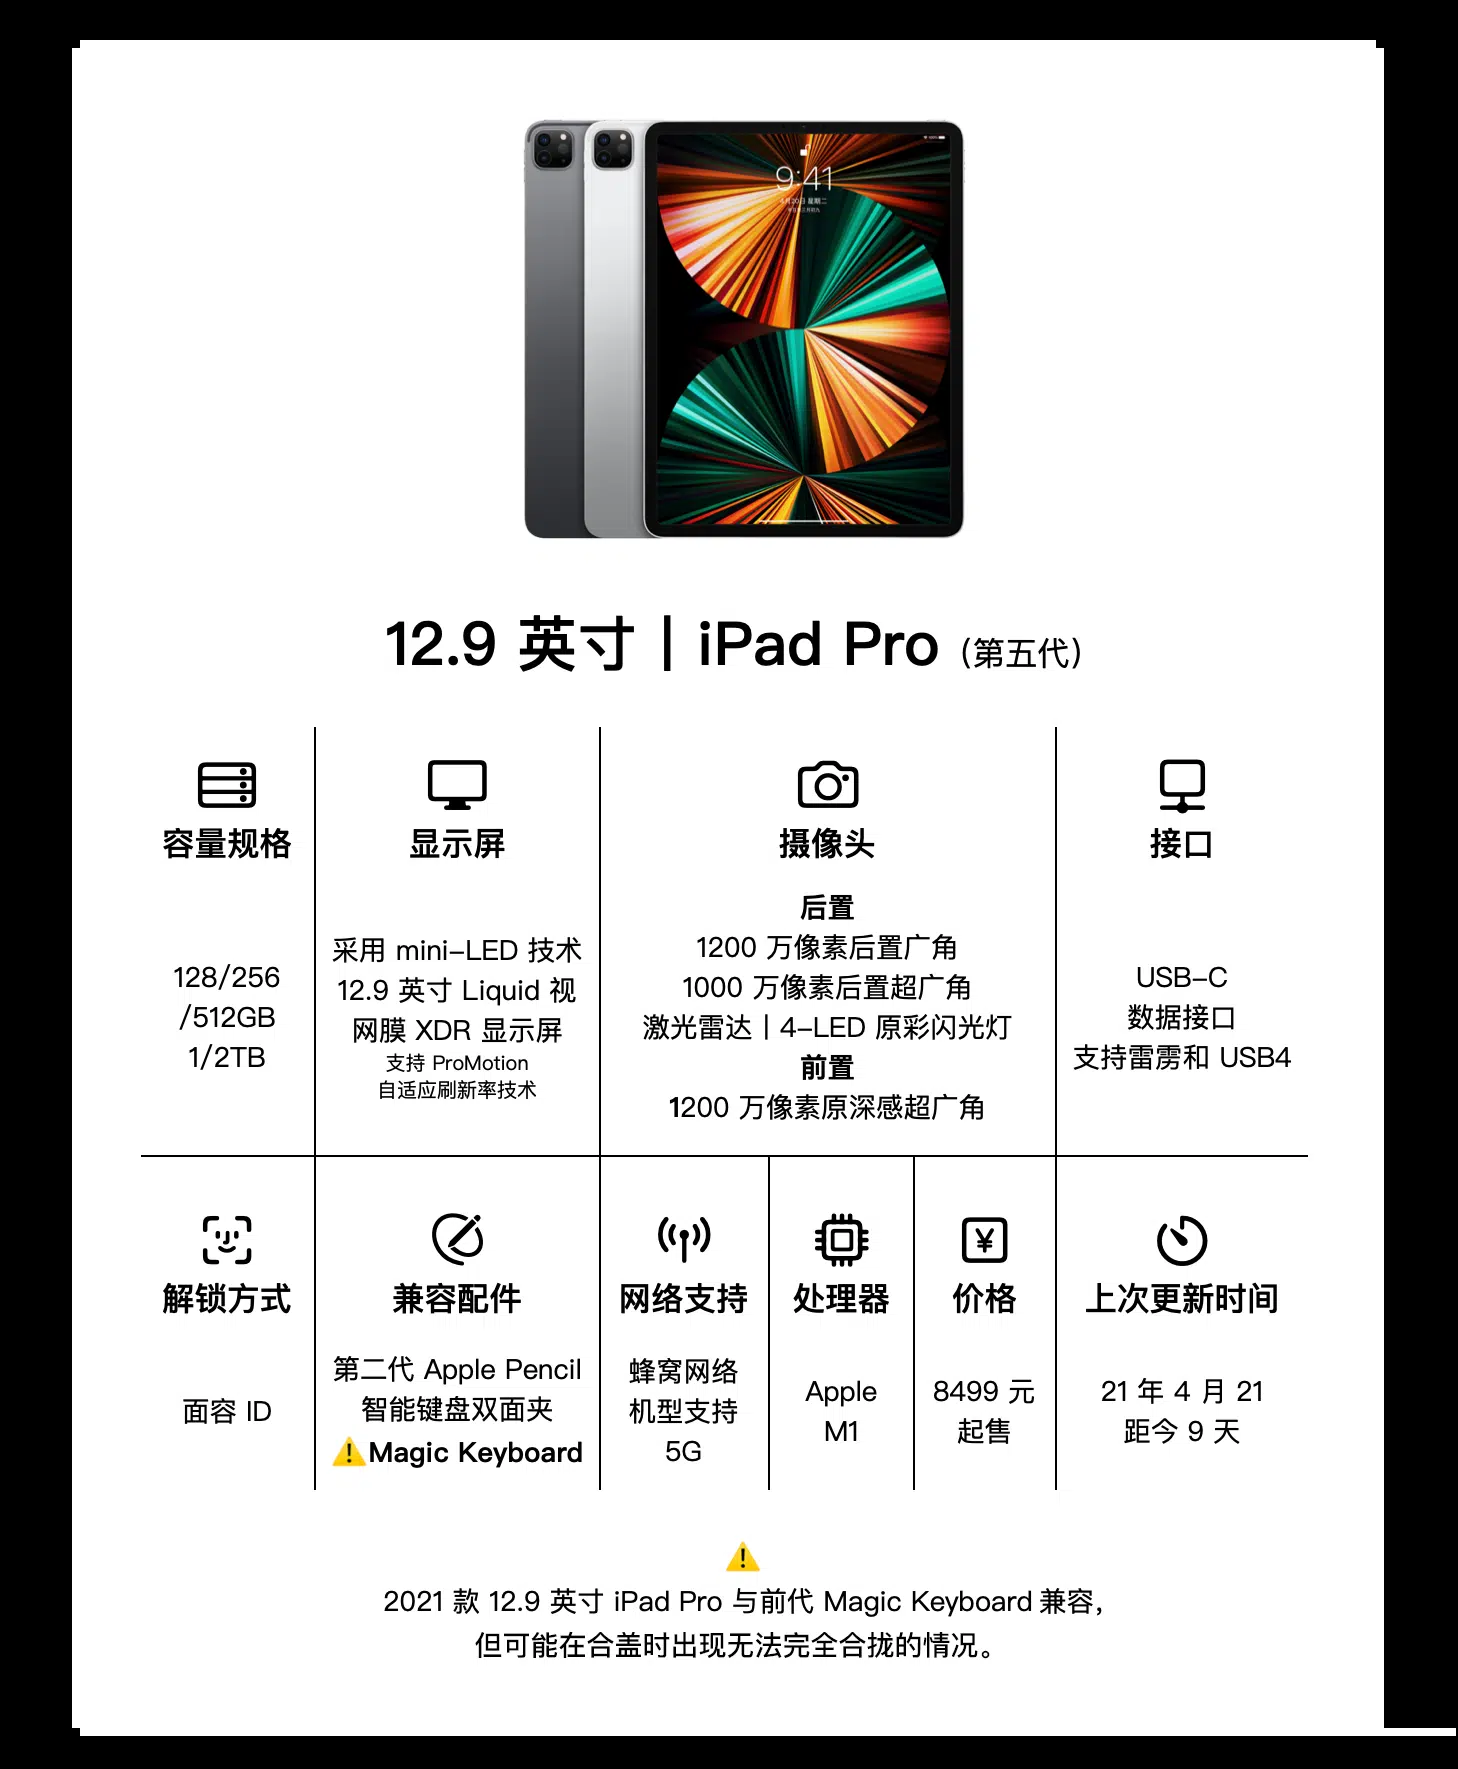 9:41
4月20日 星期二
12.9 英寸 | iPad Pro（第五代）
容量规格
128/256
/512GB
1/2TB
显示屏
采用 mini-LED 技术
12.9 英寸 Liquid 视
网膜 XDR 显示屏
支持 ProMotion
自适应刷新率技术
摄像头
后置
1200 万像素后置广角
1000 万像素后置超广角
激光雷达 | 4-LED 原彩闪光灯
前置
1200 万像素原深感超广角
接口
USB-C
数据接口
支持雷雳和 USB4
解锁方式
面容 ID
兼容配件
第二代 Apple Pencil
智能键盘双面夹
⚠️Magic Keyboard
网络支持
蜂窝网络
机型支持
5G
处理器
Apple
M1
价格
8499 元
起售
上次更新时间
21 年 4 月 21
距今 9 天
⚠️
2021 款 12.9 英寸 iPad Pro 与前代 Magic Keyboard 兼容，
但可能在合盖时出现无法完全合拢的情况。